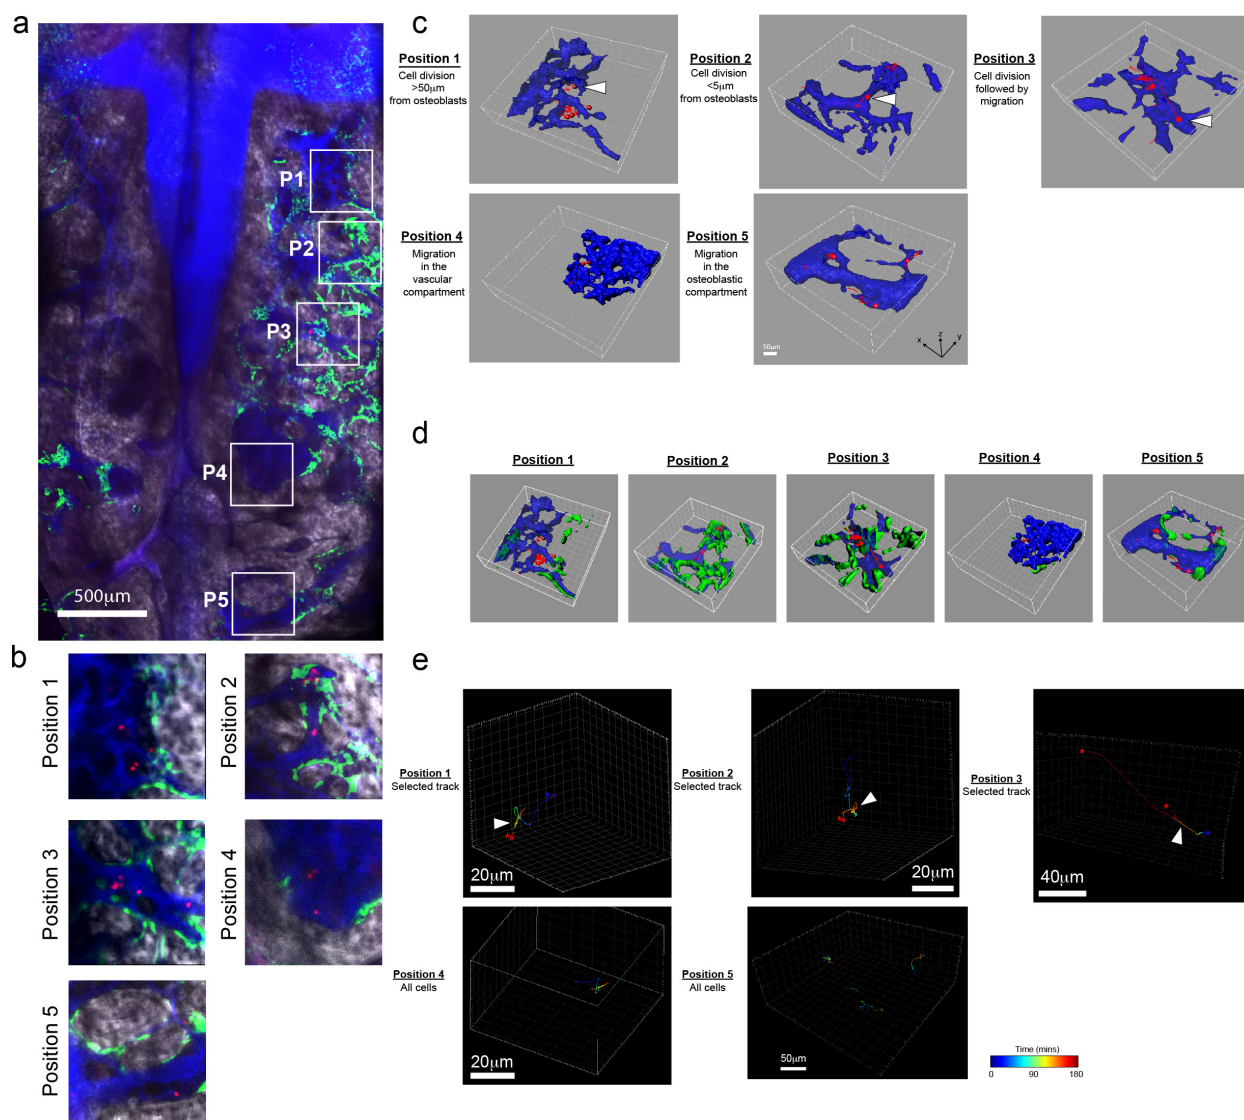 a
P1
P2
P3
P4
P5
500μm
b
Position 1
Position 2
Position 3
Position 4
Position 5
c
Position 1
Cell division
>50μm
from osteoblasts
Position 2
Cell division
<5μm
from osteoblasts
Position 3
Cell division
followed by
migration
Position 4
Migration
in the
vascular
compartment
Position 5
Migration
in the
osteoblastic
compartment
50μm
x
z
y
d
Position 1
Position 2
Position 3
Position 4
Position 5
e
Position 1
Selected track
20μm
Position 2
Selected track
20μm
Position 3
Selected track
40μm
Position 4
All cells
20μm
Position 5
All cells
50μm
Time (mins)
0 90 180